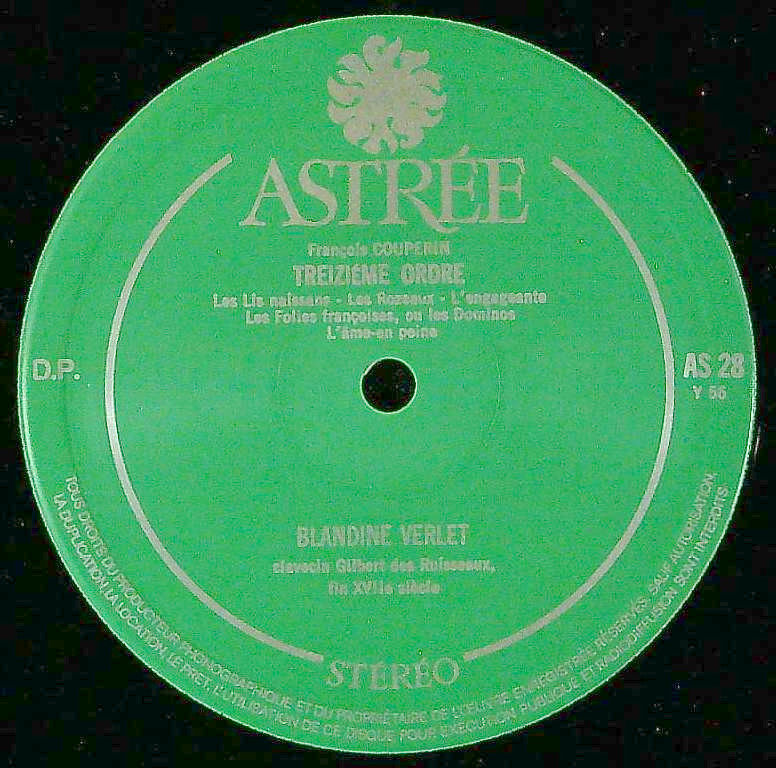 ASTRÉE
François COUPERIN
TREIZIÈME ORDRE
Les Lis naissans - Les Rozeaux - L'engageante
Les Folies françoises, ou les Dominos
L'âme-en peine
D.P.
AS 28
Y 56
BLANDINE VERLET
clavecin Gilbert des Ruisseaux,
fin XVIIe siècle
STÉRÉO
TOUS DROITS DU PRODUCTEUR PHONOGRAPHIQUE ET DU PROPRIÉTAIRE DE L'ŒUVRE ENREGISTRÉE RÉSERVÉS. SAUF AUTORISATION,
LA DUPLICATION, LA LOCATION, LE PRÊT, L'UTILISATION DE CE DISQUE POUR EXÉCUTION PUBLIQUE ET RADIODIFFUSION SONT INTERDITS